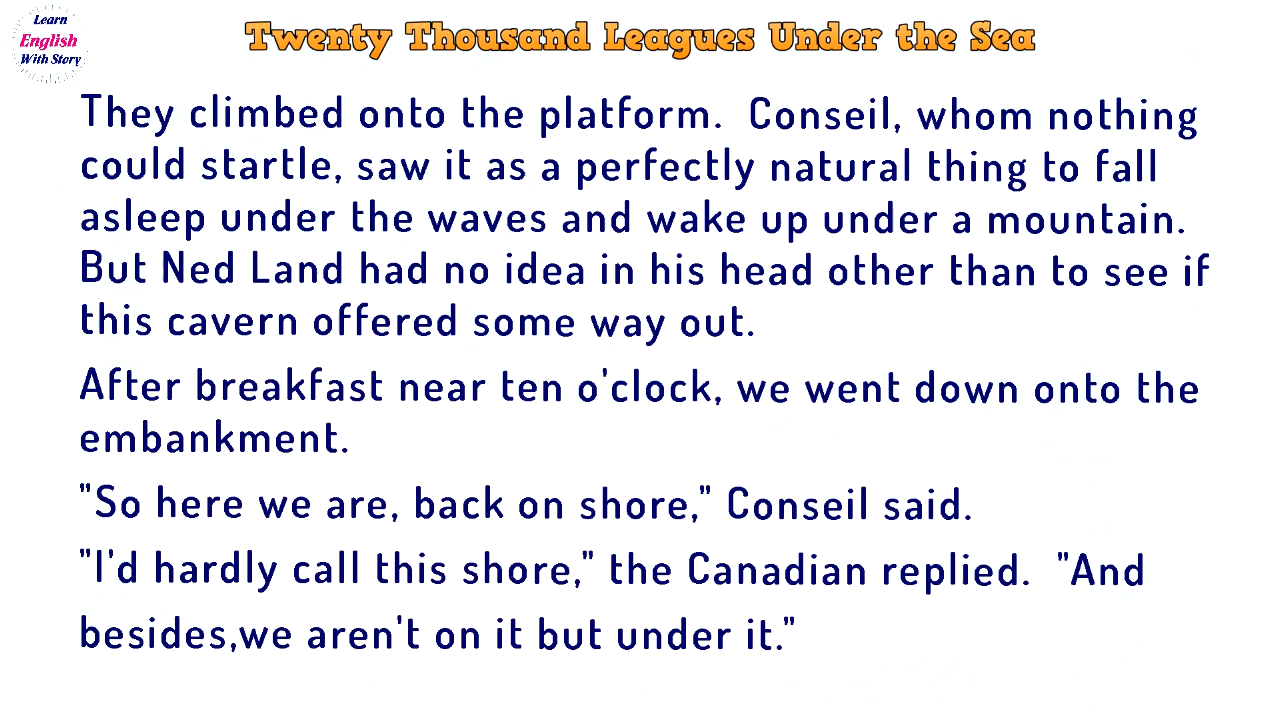 Learn
English
With Story
Twenty Thousand Leagues Under the Sea
They climbed onto the platform. Conseil, whom nothing
could startle, saw it as a perfectly natural thing to fall
asleep under the waves and wake up under a mountain.
But Ned Land had no idea in his head other than to see if
this cavern offered some way out.
After breakfast near ten o'clock, we went down onto the
embankment.
"So here we are, back on shore," Conseil said.
"I'd hardly call this shore," the Canadian replied. "And
besides,we aren't on it but under it."